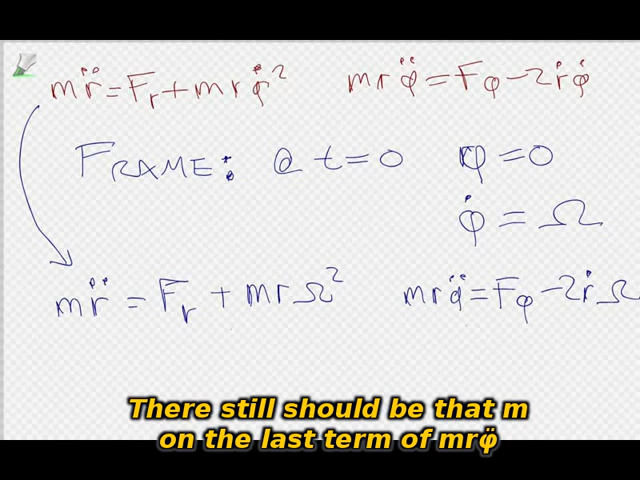 mr̈ = Fr + mrφ̇² mrφ̈ = Fφ − 2ṙφ̇
FRAME: @ t = 0 φ = 0
φ̇ = Ω
mr̈ = Fr + mrΩ² mrφ̈ = Fφ − 2ṙΩ
There still should be that m
on the last term of mrφ̈